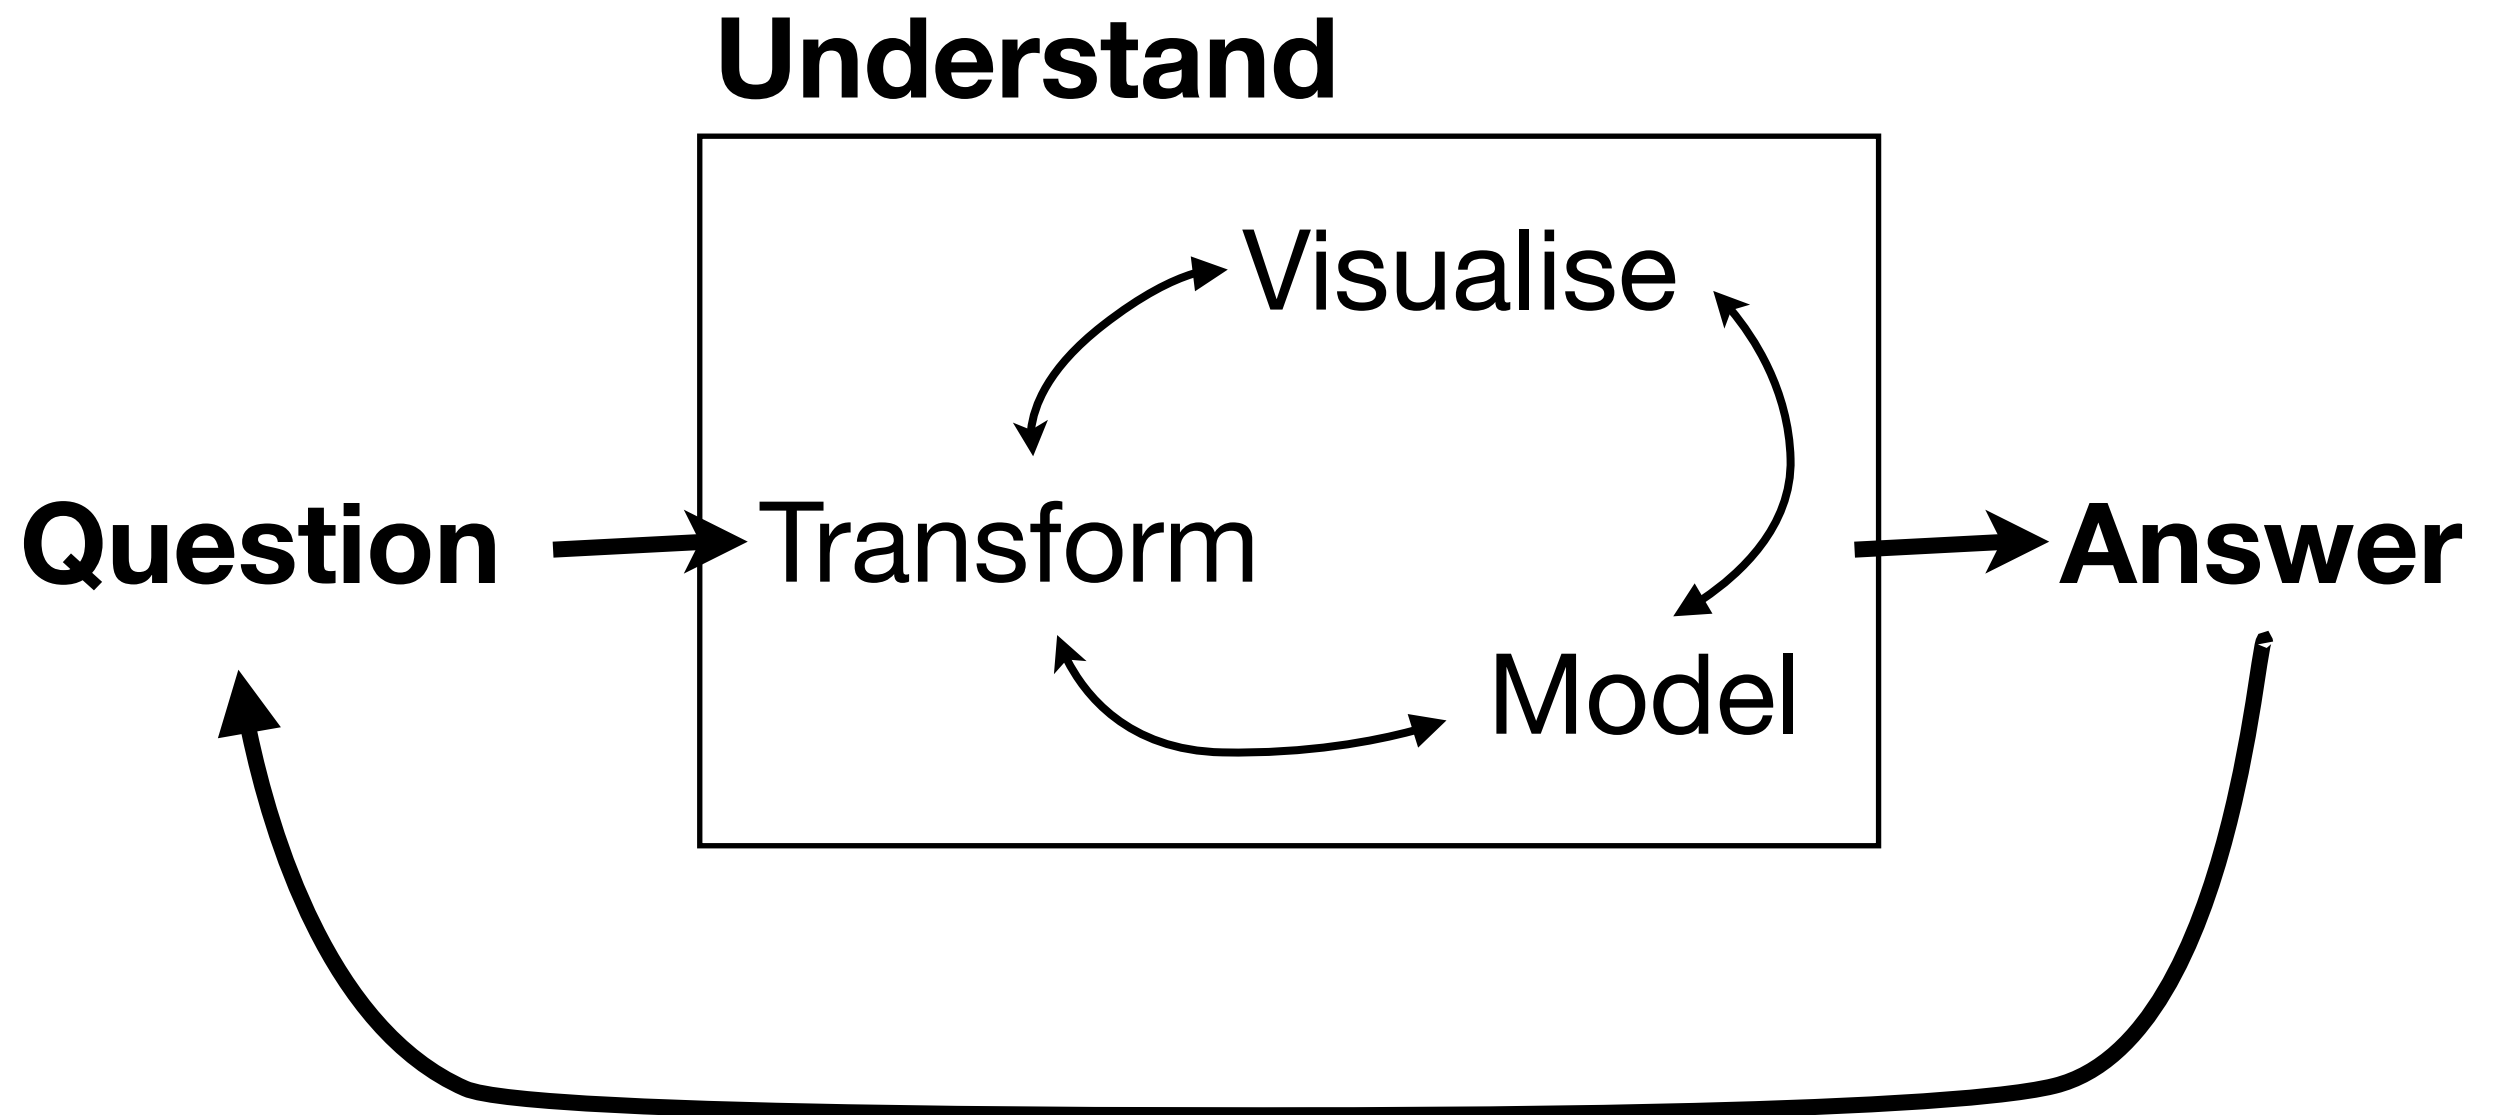 Understand
Visualise
Question
Transform
Answer
Model